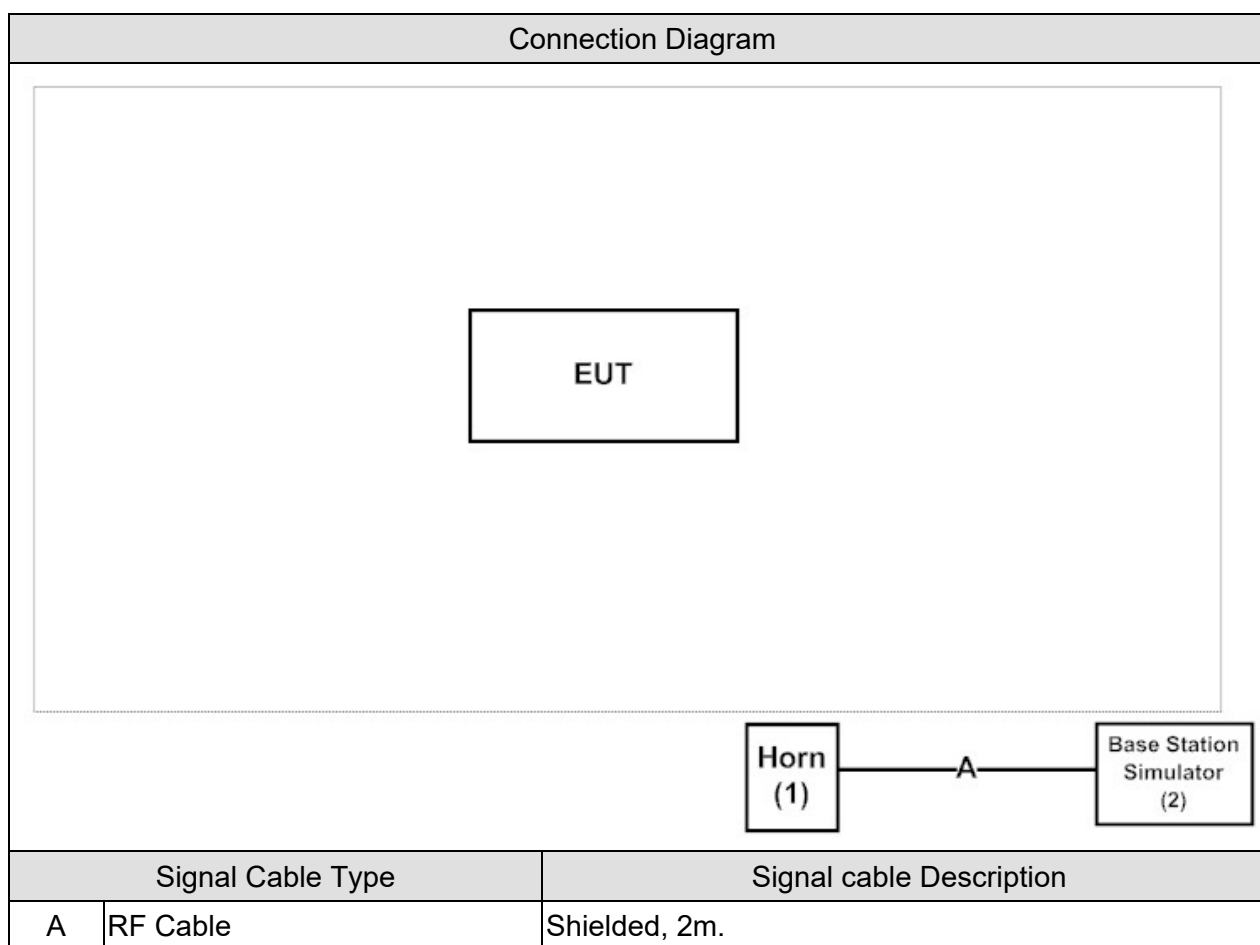 Connection Diagram
EUT
Horn
(1)
A
Base Station
Simulator
(2)
Signal Cable Type
Signal cable Description
A
RF Cable
Shielded, 2m.